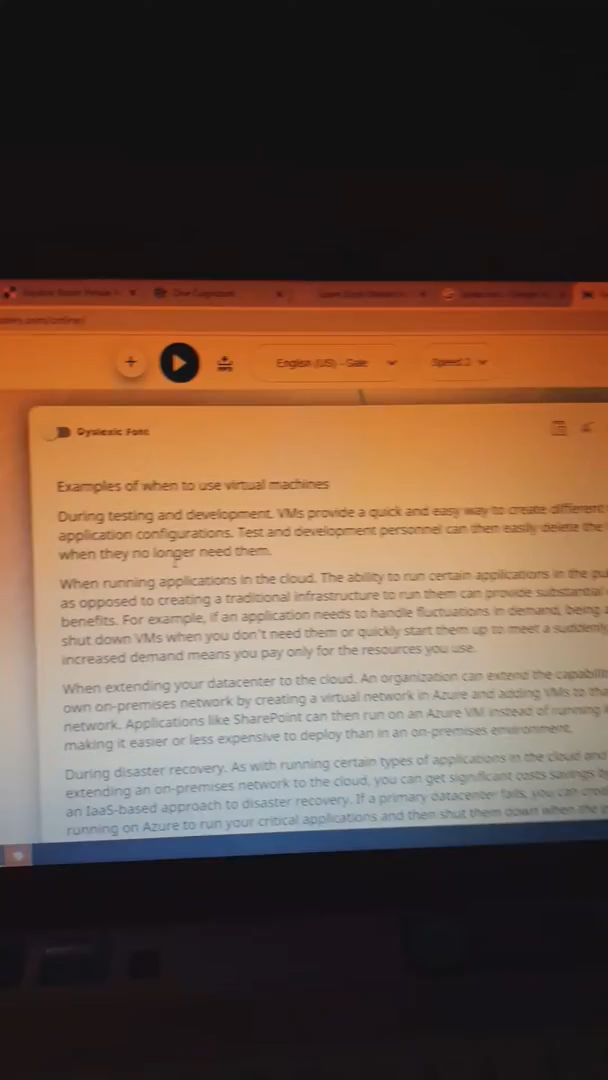 English (US) - Gale
Speed 2
Dyslexic Font
Examples of when to use virtual machines
During testing and development. VMs provide a quick and easy way to create different
application configurations. Test and development personnel can then easily delete the
when they no longer need them.
When running applications in the cloud. The ability to run certain applications in the
as opposed to creating a traditional infrastructure to run them can provide substantial
benefits. For example, if an application needs to handle fluctuations in demand, being
shut down VMs when you don't need them or quickly start them up to meet a suddenly
increased demand means you pay only for the resources you use.
When extending your datacenter to the cloud. An organization can extend the
own on-premises network by creating a virtual network in Azure and adding VMs to
network. Applications like SharePoint can then run on an Azure VM instead of running
making it easier or less expensive to deploy than in an on-premises environment.
During disaster recovery. As with running certain types of applications in the cloud and
extending an on-premises network to the cloud, you can get significant costs savings
an IaaS-based approach to disaster recovery. If a primary datacenter fails, you can
running on Azure to run your critical applications and then shut them down when the